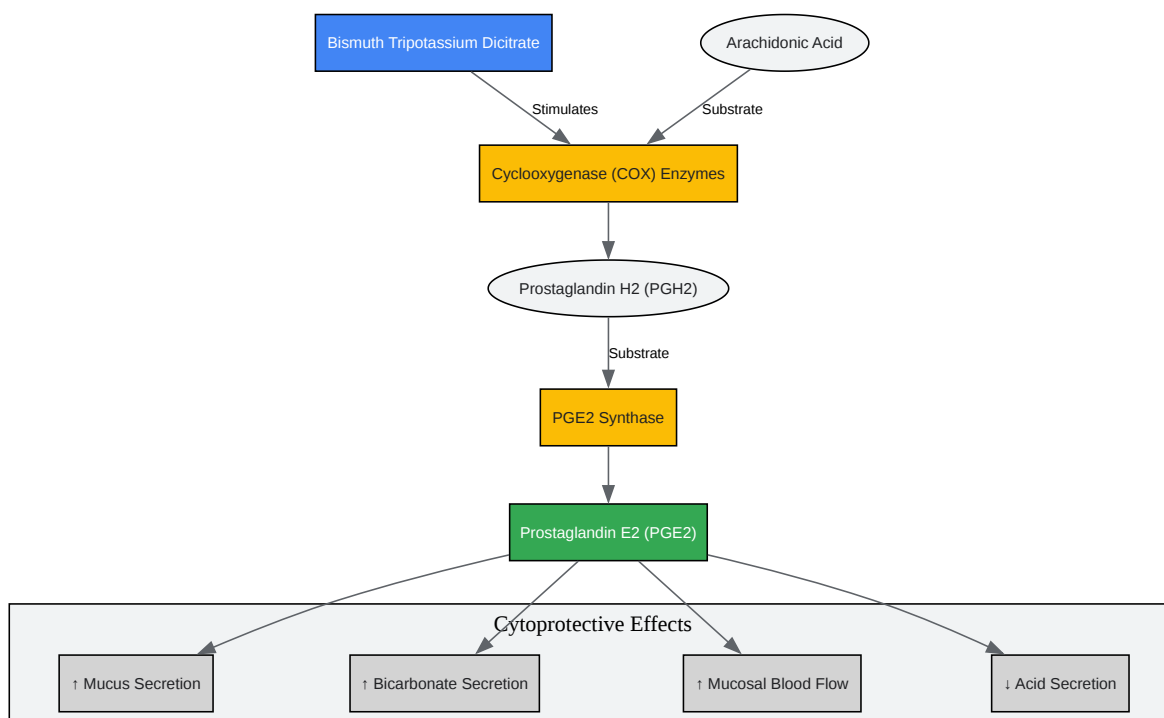 Bismuth Tripotassium Dicitrate
Arachidonic Acid
Stimulates
Substrate
Cyclooxygenase (COX) Enzymes
Prostaglandin H2 (PGH2)
Substrate
PGE2 Synthase
Prostaglandin E2 (PGE2)
Cytoprotective Effects
↑ Mucus Secretion
↑ Bicarbonate Secretion
↑ Mucosal Blood Flow
↓ Acid Secretion